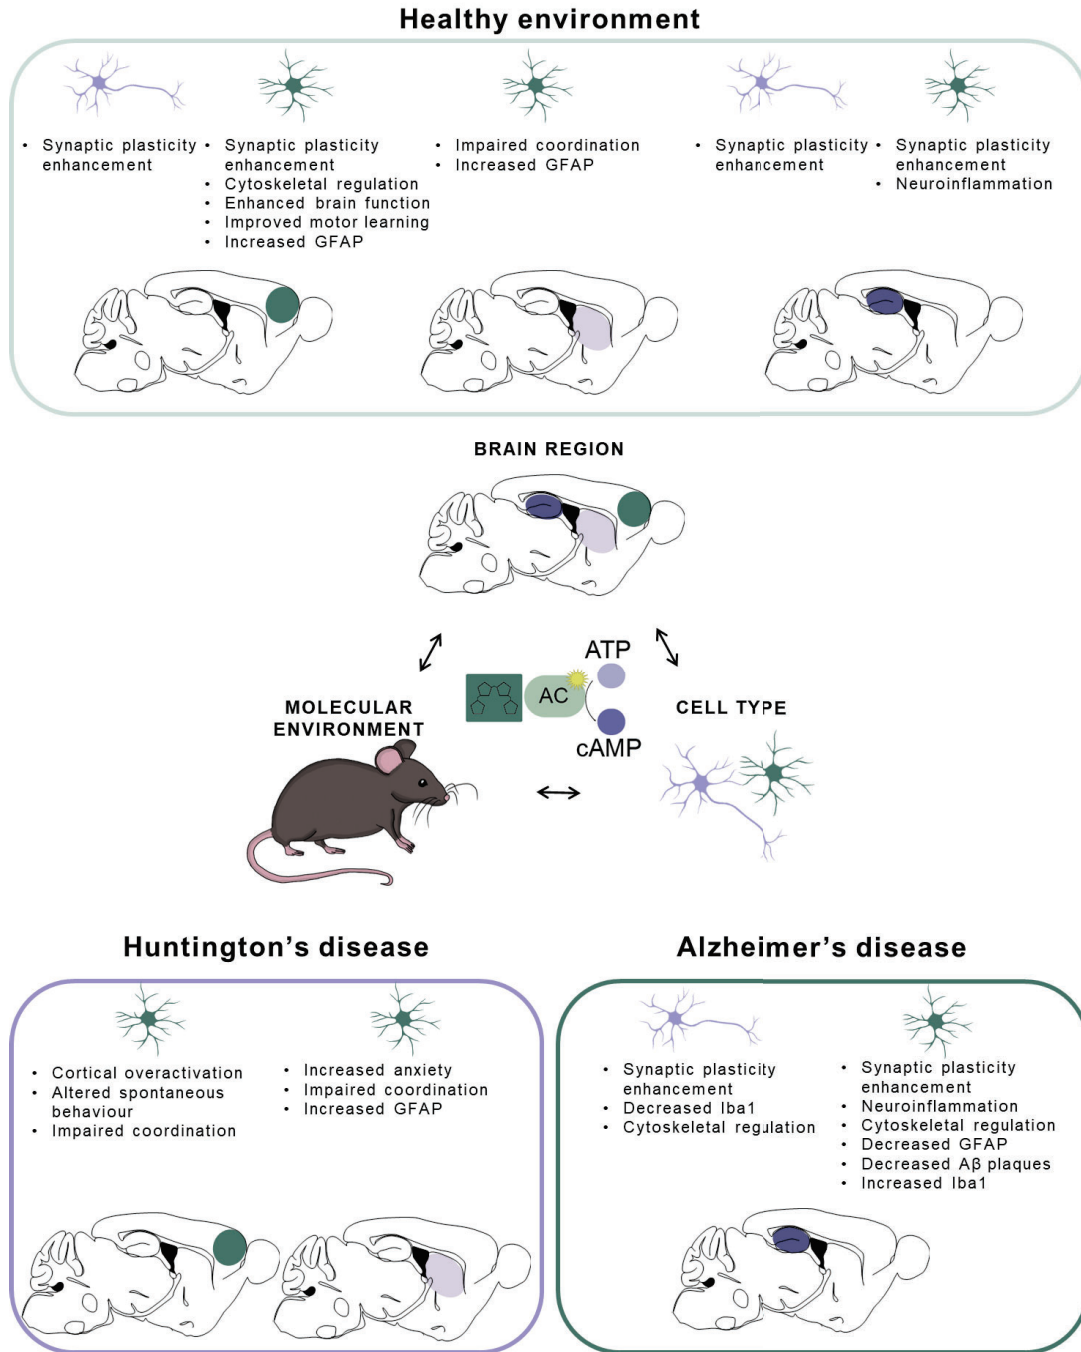 Healthy environment
• Synaptic plasticity
enhancement
• Synaptic plasticity
enhancement
• Cytoskeletal regulation
• Enhanced brain function
• Improved motor learning
• Increased GFAP
• Impaired coordination
• Increased GFAP
• Synaptic plasticity
enhancement
• Synaptic plasticity
enhancement
• Neuroinflammation
BRAIN REGION
MOLECULAR
ENVIRONMENT
AC
ATP
cAMP
CELL TYPE
Huntington's disease
• Cortical overactivation
• Altered spontaneous
behaviour
• Impaired coordination
• Increased anxiety
• Impaired coordination
• Increased GFAP
Alzheimer's disease
• Synaptic plasticity
enhancement
• Decreased Iba1
• Cytoskeletal regulation
• Synaptic plasticity
enhancement
• Neuroinflammation
• Cytoskeletal regulation
• Decreased GFAP
• Decreased Aβ plaques
• Increased Iba1